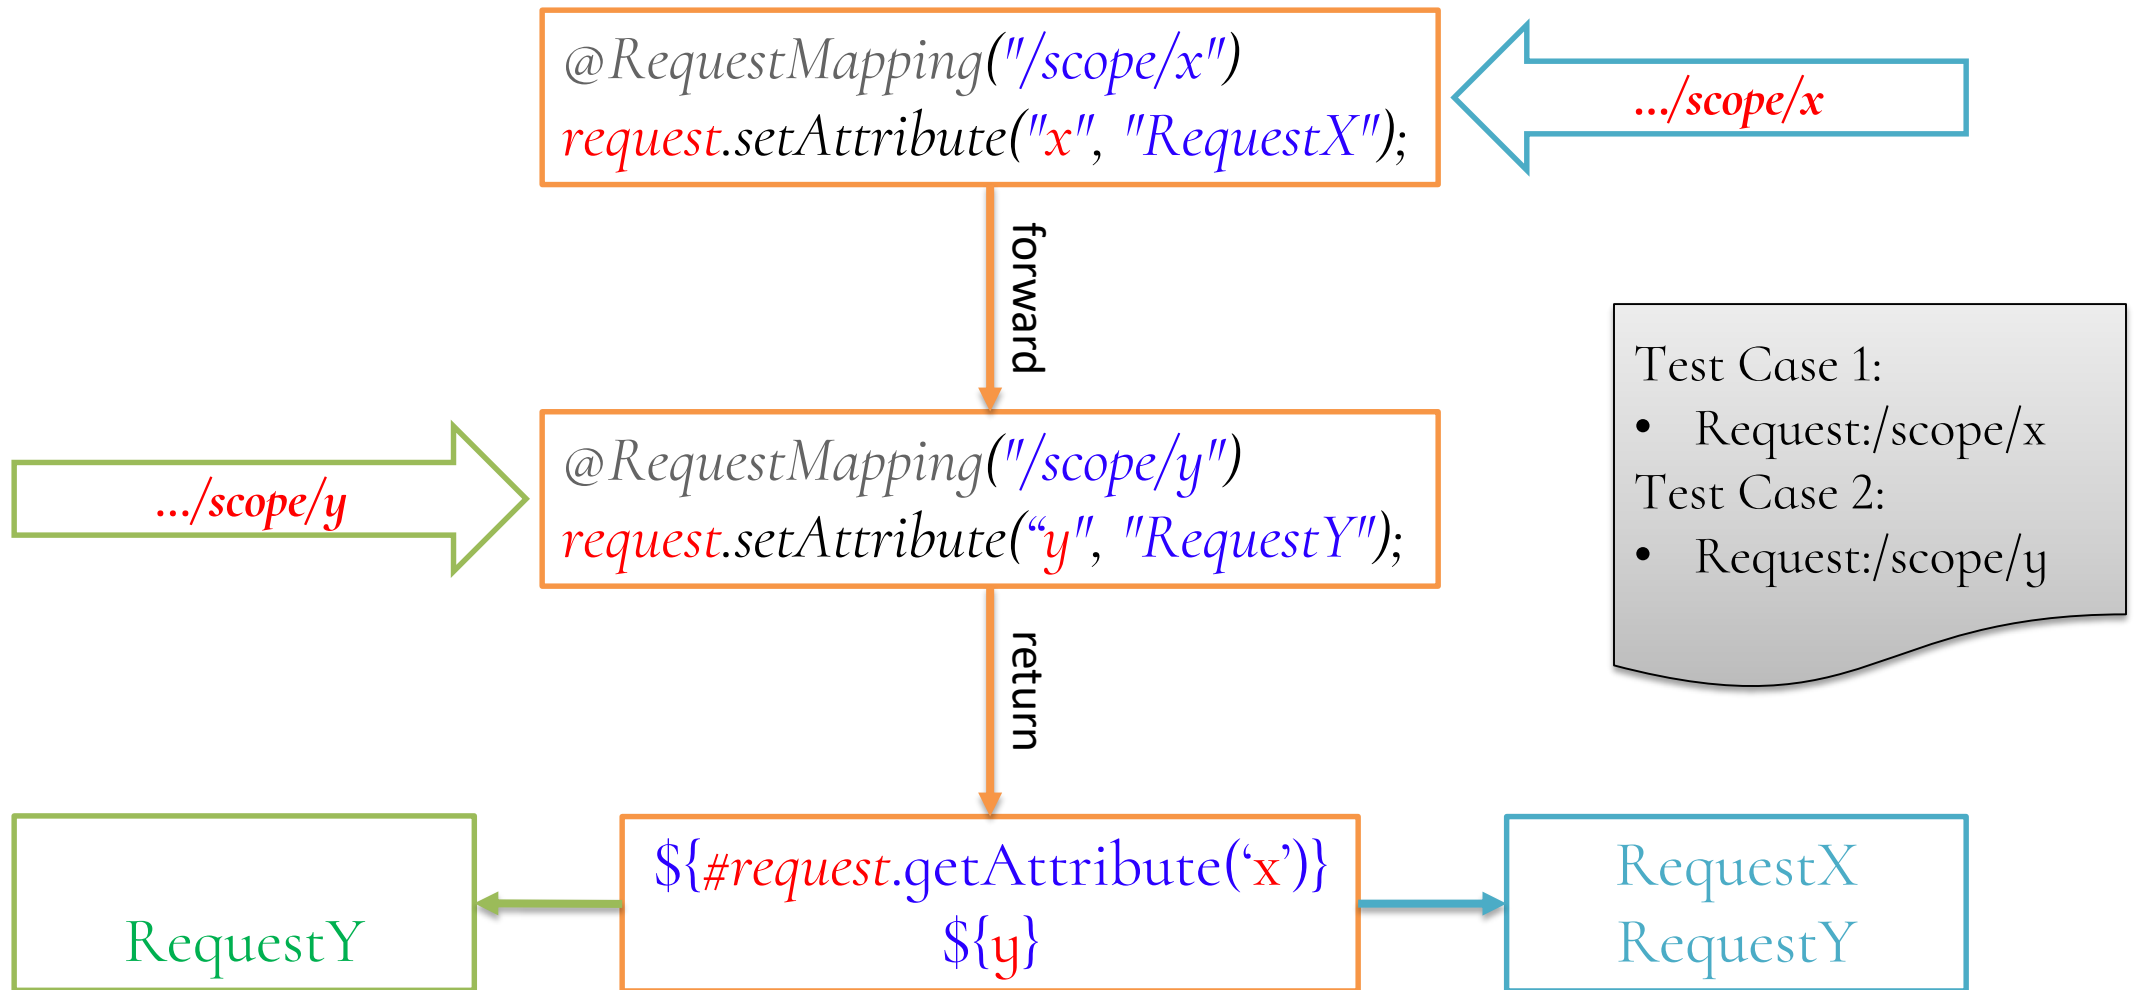 @RequestMapping("/scope/x")
request.setAttribute("x", "RequestX");
.../scope/x
forward
Test Case 1:
• Request:/scope/x
Test Case 2:
• Request:/scope/y
.../scope/y
@RequestMapping("/scope/y")
request.setAttribute(“y", "RequestY");
return
RequestY
${#request.getAttribute(‘x’)}
${y}
RequestX
RequestY